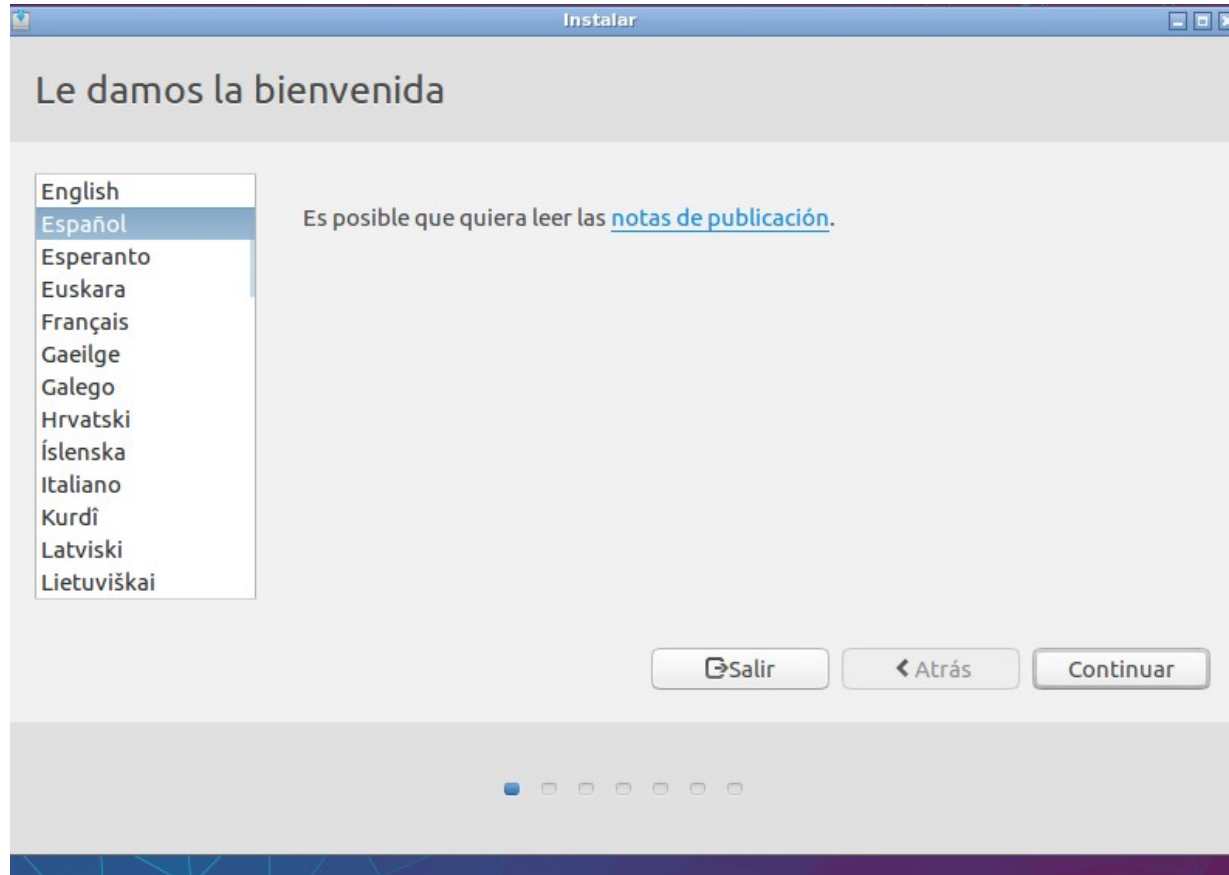 Instalar
Le damos la bienvenida
English
Español
Esperanto
Euskara
Français
Gaeilge
Galego
Hrvatski
Íslenska
Italiano
Kurdî
Latviski
Lietuviškai
Es posible que quiera leer las notas de publicación.
Salir
Atrás
Continuar